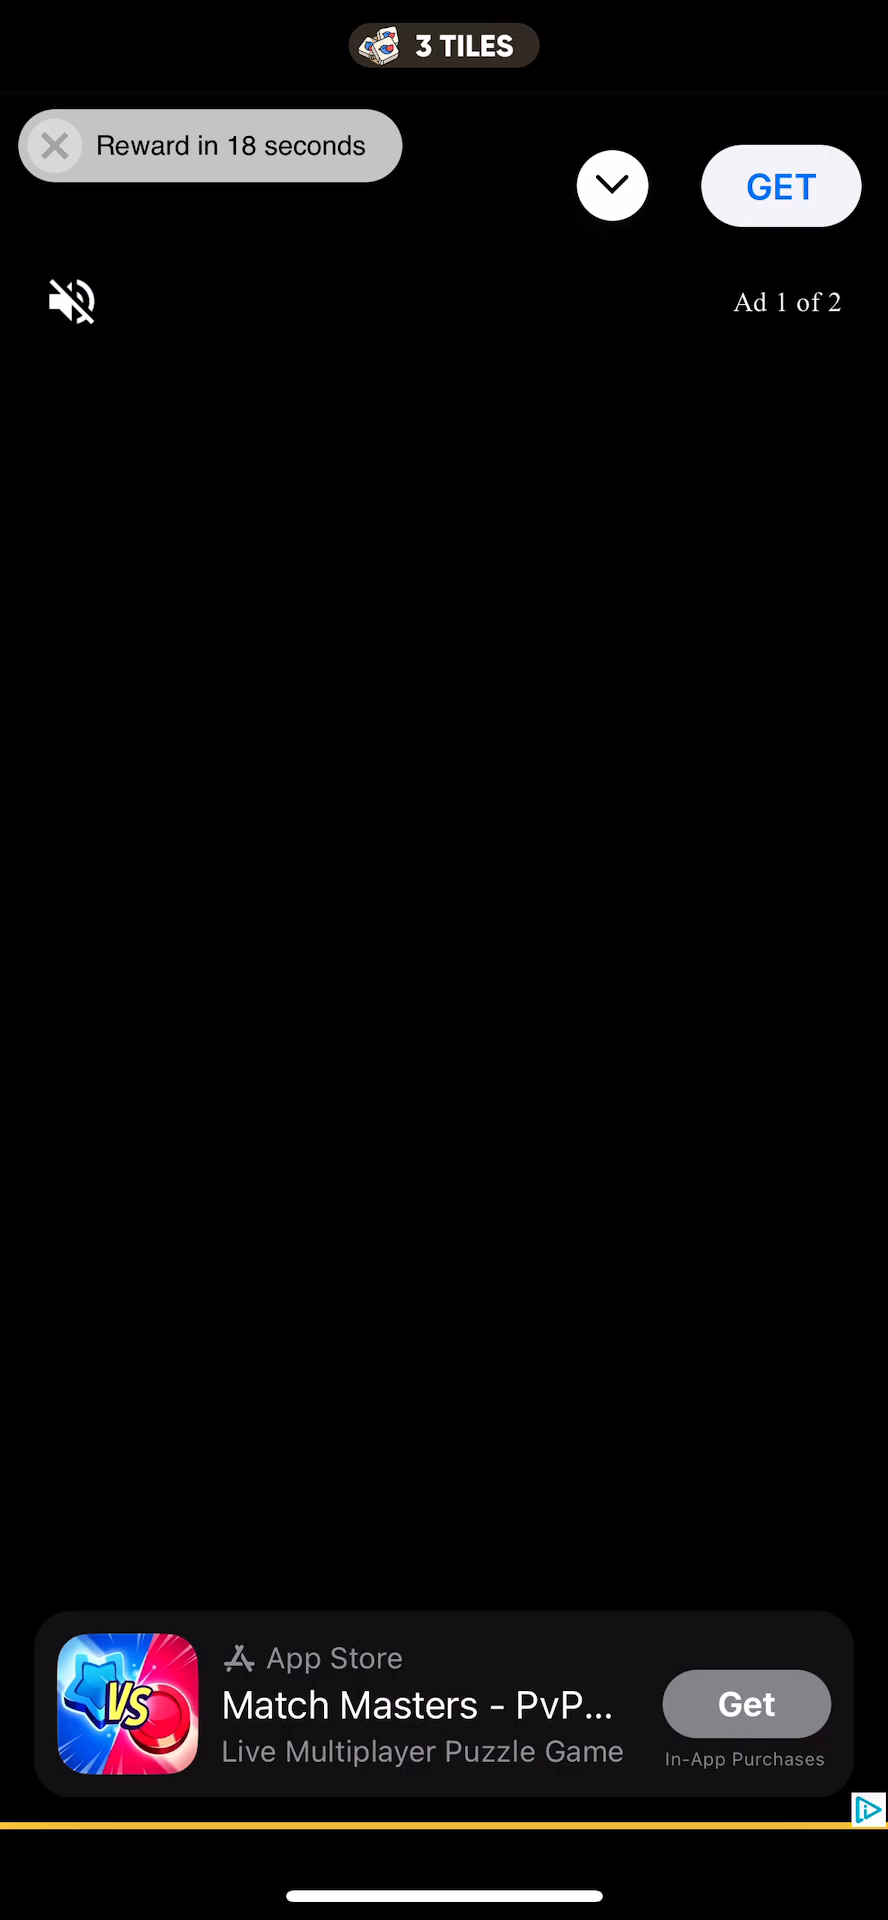 3 TILES
Reward in 18 seconds
GET
Ad 1 of 2
VS
App Store
Match Masters - PvP...
Live Multiplayer Puzzle Game
Get
In-App Purchases